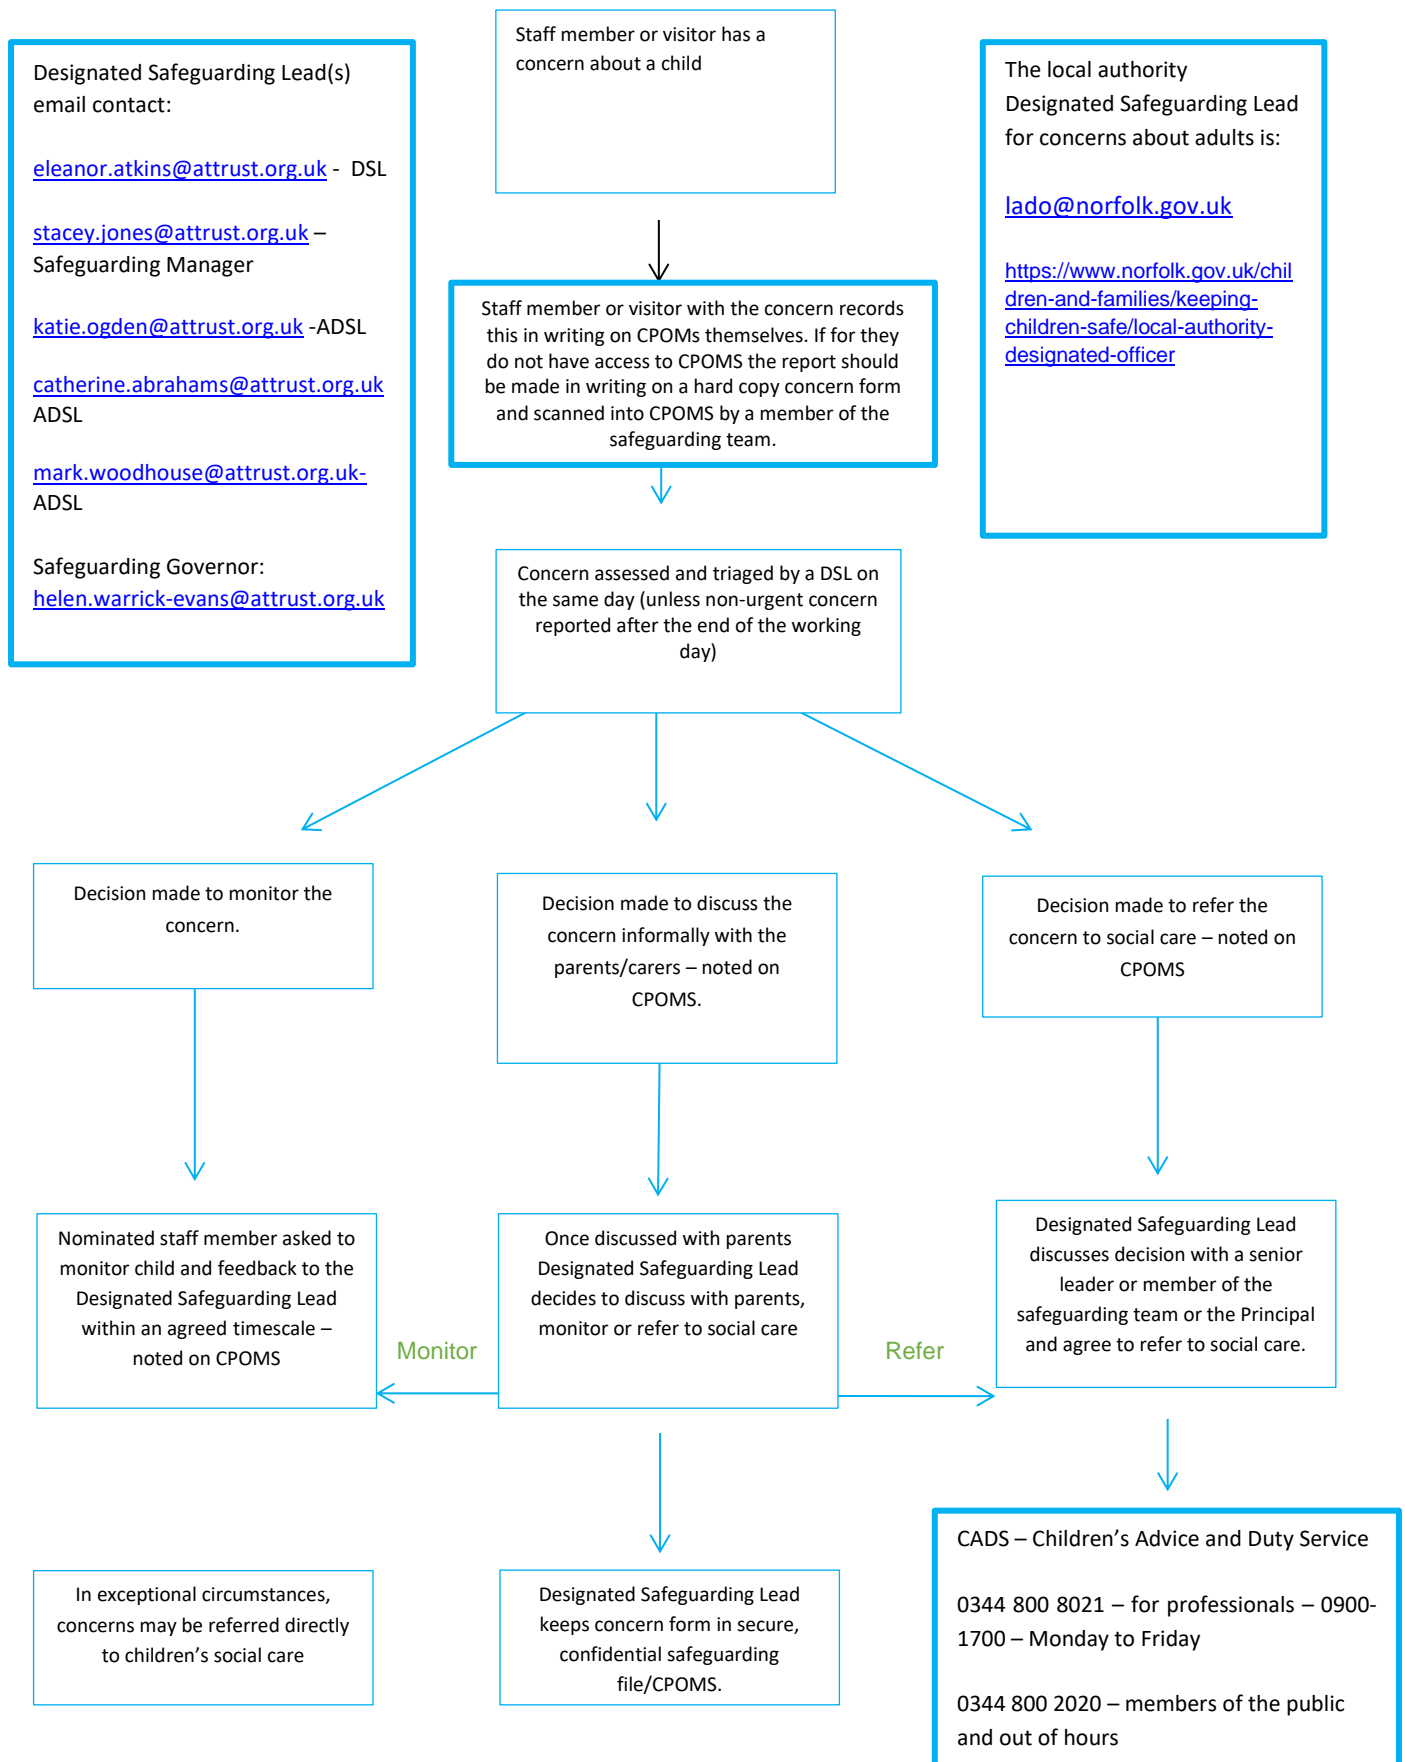 Staff member or visitor has a
concern about a child
Designated Safeguarding Lead(s)
email contact:
eleanor.atkins@attrust.org.uk - DSL
stacey.jones@attrust.org.uk –
Safeguarding Manager
katie.ogden@attrust.org.uk -ADSL
catherine.abrahams@attrust.org.uk
ADSL
mark.woodhouse@attrust.org.uk-
ADSL
Safeguarding Governor:
helen.warrick-evans@attrust.org.uk
The local authority
Designated Safeguarding Lead
for concerns about adults is:
lado@norfolk.gov.uk
https://www.norfolk.gov.uk/chil
dren-and-families/keeping-
children-safe/local-authority-
designated-officer
Staff member or visitor with the concern records
this in writing on CPOMs themselves. If for they
do not have access to CPOMS the report should
be made in writing on a hard copy concern form
and scanned into CPOMS by a member of the
safeguarding team.
Concern assessed and triaged by a DSL on
the same day (unless non-urgent concern
reported after the end of the working
day)
Decision made to monitor the
concern.
Decision made to discuss the
concern informally with the
parents/carers – noted on
CPOMS.
Decision made to refer the
concern to social care – noted on
CPOMS
Nominated staff member asked to
monitor child and feedback to the
Designated Safeguarding Lead
within an agreed timescale –
noted on CPOMS
Monitor
Once discussed with parents
Designated Safeguarding Lead
decides to discuss with parents,
monitor or refer to social care
Refer
Designated Safeguarding Lead
discusses decision with a senior
leader or member of the
safeguarding team or the Principal
and agree to refer to social care.
In exceptional circumstances,
concerns may be referred directly
to children's social care
Designated Safeguarding Lead
keeps concern form in secure,
confidential safeguarding
file/CPOMS.
CADS – Children’s Advice and Duty Service
0344 800 8021 – for professionals – 0900-
1700 – Monday to Friday
0344 800 2020 – members of the public
and out of hours